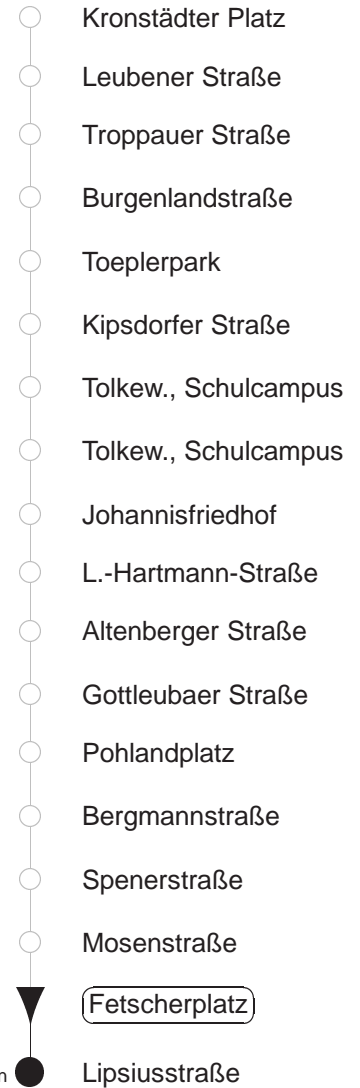 Kronstädter Platz
Leubener Straße
Troppauer Straße
Burgenlandstraße
Toeplerpark
Kipsdorfer Straße
Tolkew., Schulcampus
Tolkew., Schulcampus
Johannisfriedhof
L.-Hartmann-Straße
Altenberger Straße
Gottleubaer Straße
Pohlandplatz
Bergmannstraße
Spenerstraße
Mosenstraße
Fetscherplatz
Lipsiusstraße